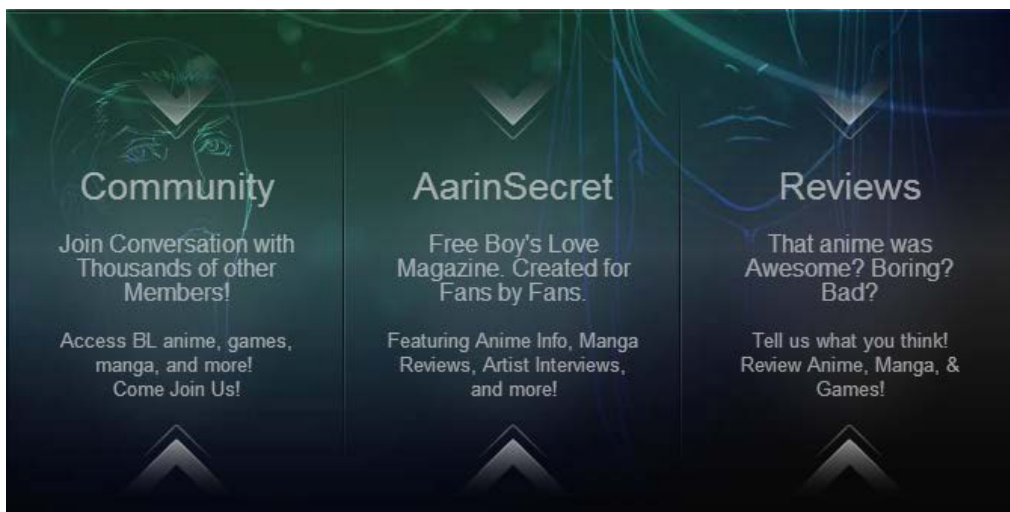 Community
Join Conversation with
Thousands of other
Members!
Access BL anime, games,
manga, and more!
Come Join Us!
AarinSecret
Free Boy's Love
Magazine. Created for
Fans by Fans.
Featuring Anime Info, Manga
Reviews, Artist Interviews,
and more!
Reviews
That anime was
Awesome? Boring?
Bad?
Tell us what you think!
Review Anime, Manga, &
Games!